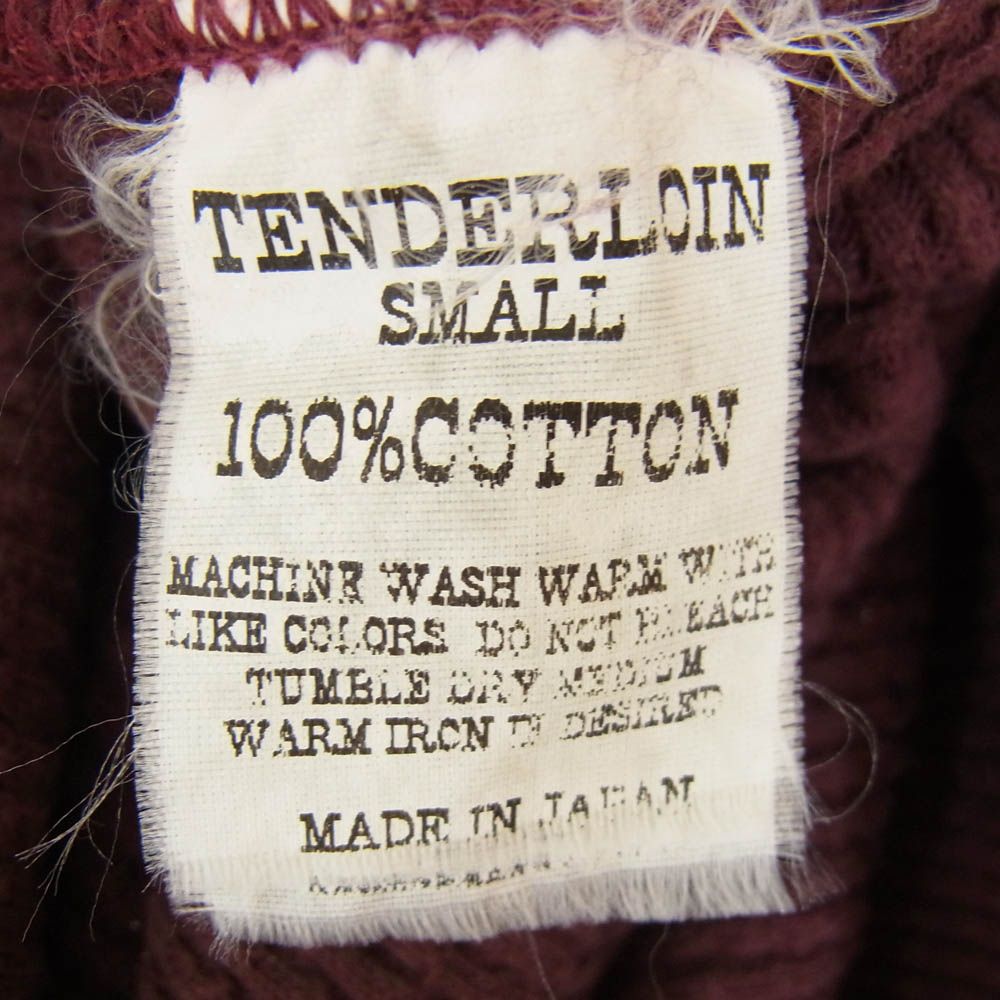 TENDERLOIN
SMALL
100%COTTON
MACHINE WASH WARM WITH
LIKE COLORS DO NOT BLEACH
TUMBLE DRY MEDIUM
WARM IRON IF DESIRED
MADE IN JAPAN